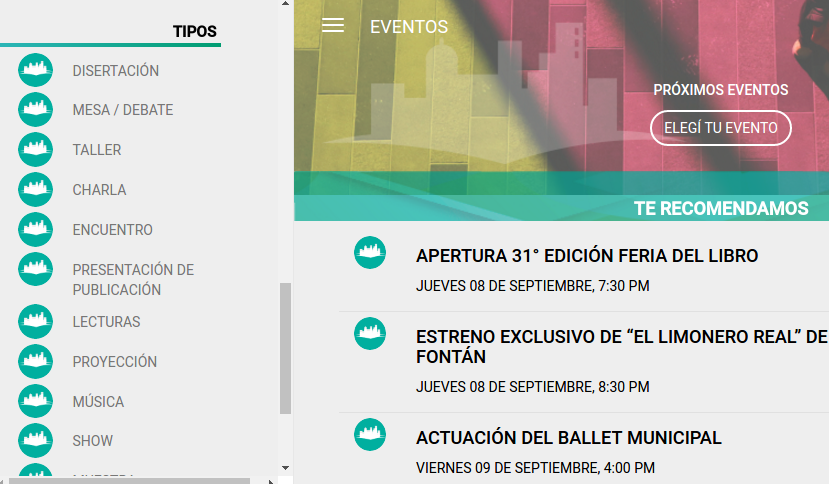 TIPOS
DISERTACIÓN
MESA / DEBATE
TALLER
CHARLA
ENCUENTRO
PRESENTACIÓN DE
PUBLICACIÓN
LECTURAS
PROYECCIÓN
MÚSICA
SHOW
EVENTOS
PRÓXIMOS EVENTOS
ELEGÍ TU EVENTO
TE RECOMENDAMOS
APERTURA 31° EDICIÓN FERIA DEL LIBRO
JUEVES 08 DE SEPTIEMBRE, 7:30 PM
ESTRENO EXCLUSIVO DE “EL LIMONERO REAL” DE
FONTÁN
JUEVES 08 DE SEPTIEMBRE, 8:30 PM
ACTUACIÓN DEL BALLET MUNICIPAL
VIERNES 09 DE SEPTIEMBRE, 4:00 PM